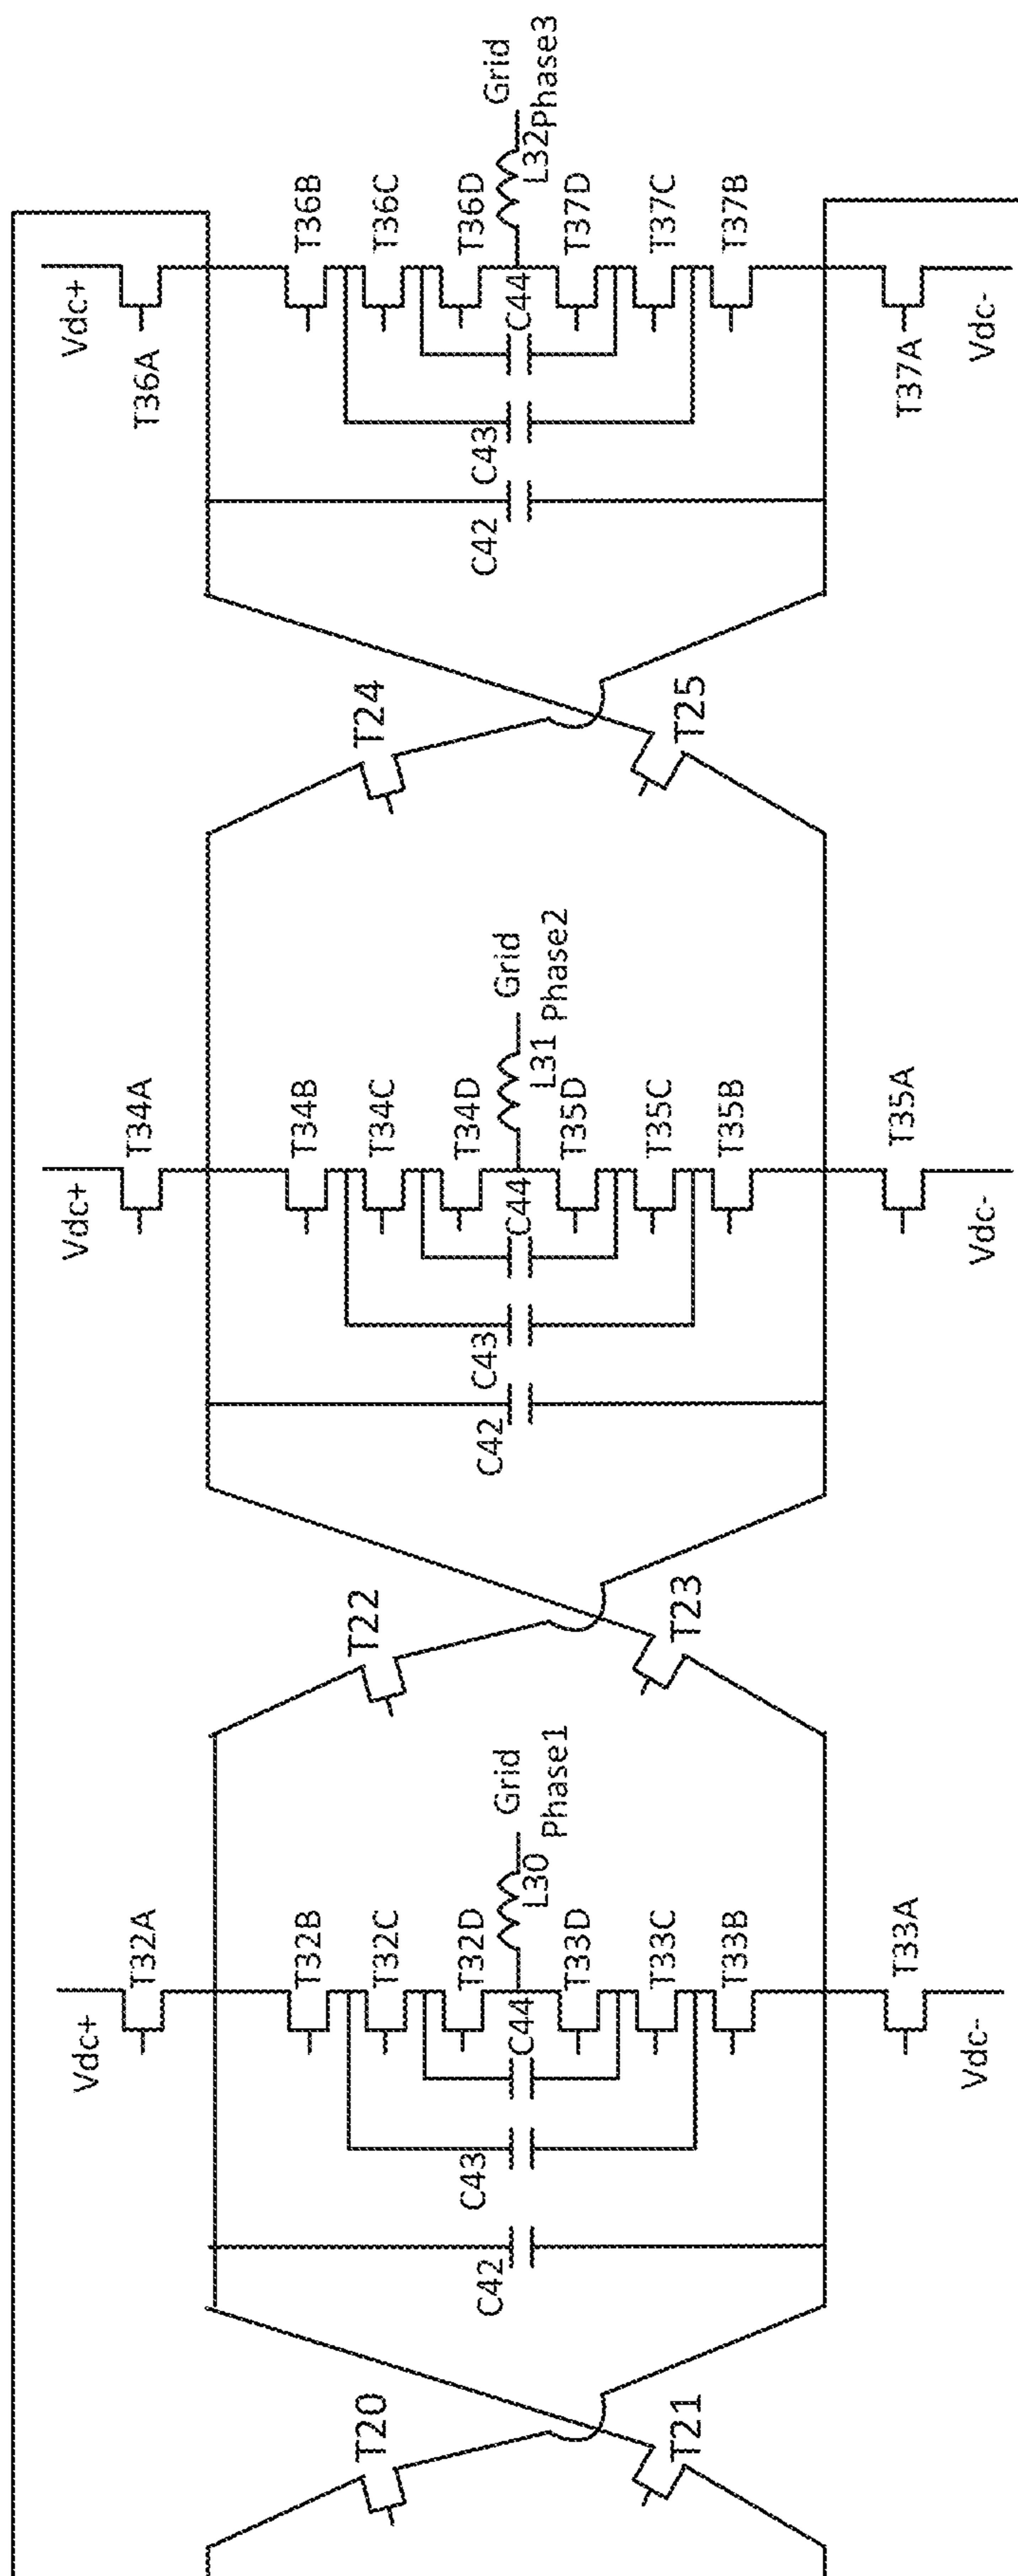 Vdc+
T36A
T36B
T36C
T36D
Grid
Phase3
L32
T37D
T37C
T37B
T37A
Vdc-
C44
C43
C42
T24
T25
Vdc+
T34A
T34B
T34C
T34D
Grid
Phase2
L31
T35D
T35C
T35B
T35A
Vdc-
C44
C43
C42
T22
T23
Vdc+
T32A
T32B
T32C
T32D
Grid
Phase1
L30
T33D
T33C
T33B
T33A
Vdc-
C44
C43
C42
T20
T21